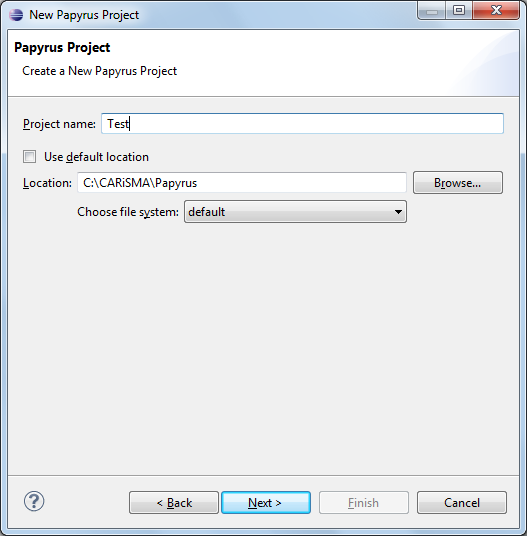 New Papyrus Project
Papyrus Project
Create a New Papyrus Project
Project name: Test
Use default location
Location: C:\CARiSMA\Papyrus Browse...
Choose file system: default
? < Back Next > Finish Cancel